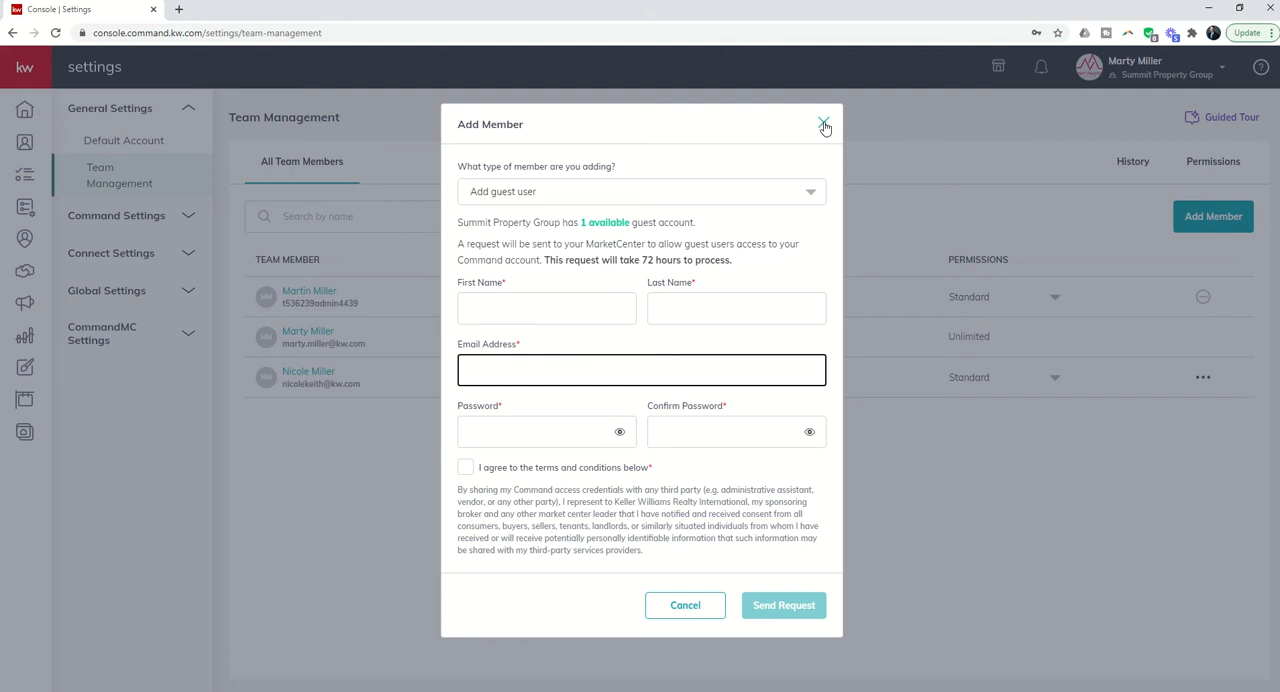 Console | Settings
console.command.kw.com/settings/team-management
Update
kw
settings
Marty Miller
Summit Property Group
General Settings
Default Account
Team
Management
Command Settings
Connect Settings
Global Settings
CommandMC
Settings
Team Management
Guided Tour
All Team Members
History
Permissions
Search by name
Add Member
TEAM MEMBER
PERMISSIONS
MM
Martin Miller
t536239admin4439
Standard
MM
Marty Miller
marty.miller@kw.com
Unlimited
NM
Nicole Miller
nicolekeith@kw.com
Standard
Add Member
What type of member are you adding?
Add guest user
Summit Property Group has 1 available guest account.
A request will be sent to your MarketCenter to allow guest users access to your
Command account. This request will take 72 hours to process.
First Name*
Last Name*
Email Address*
Password*
Confirm Password*
I agree to the terms and conditions below*
By sharing my Command access credentials with any third party (e.g. administrative assistant,
vendor, or any other party), I represent to Keller Williams Realty International, my sponsoring
broker and any other market center leader that I have notified and received consent from all
consumers, buyers, sellers, tenants, landlords, or similarly situated individuals from whom I have
received or will receive potentially personally identifiable information that such information may
be shared with my third-party services providers.
Cancel
Send Request